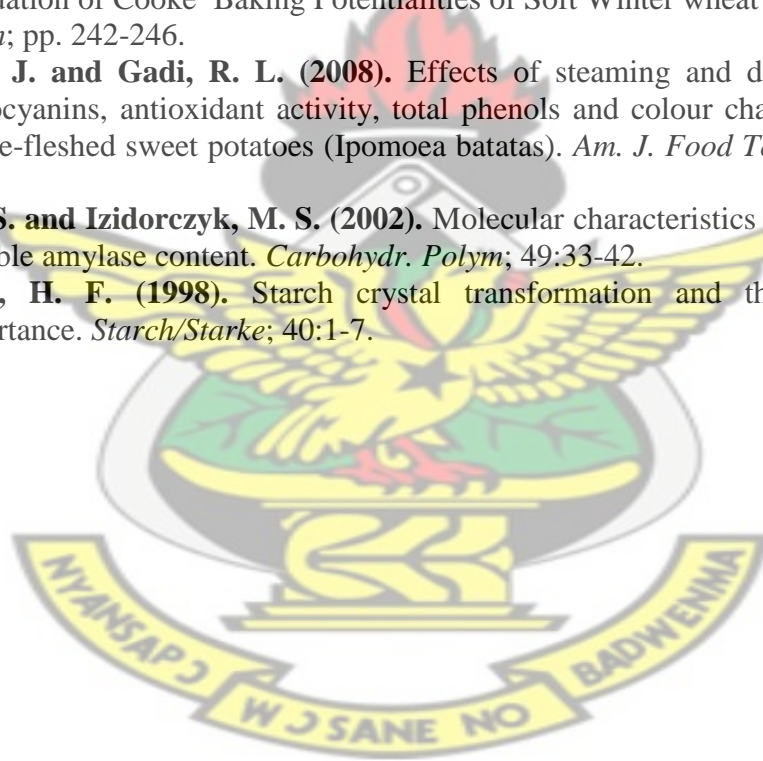 uation of Cooke Baking Potentialities of Soft Winter wheat
; pp. 242-246.
J. and Gadi, R. L. (2008). Effects of steaming and d
ocyanins, antioxidant activity, total phenols and colour cha
e-fleshed sweet potatoes (Ipomoea batatas). Am. J. Food Te
S. and Izidorczyk, M. S. (2002). Molecular characteristics
ble amylase content. Carbohydr. Polym; 49:33-42.
, H. F. (1998). Starch crystal transformation and th
rtance. Starch/Starke; 40:1-7.
NYANSAPƆ WƆSANE NO BADWENMA